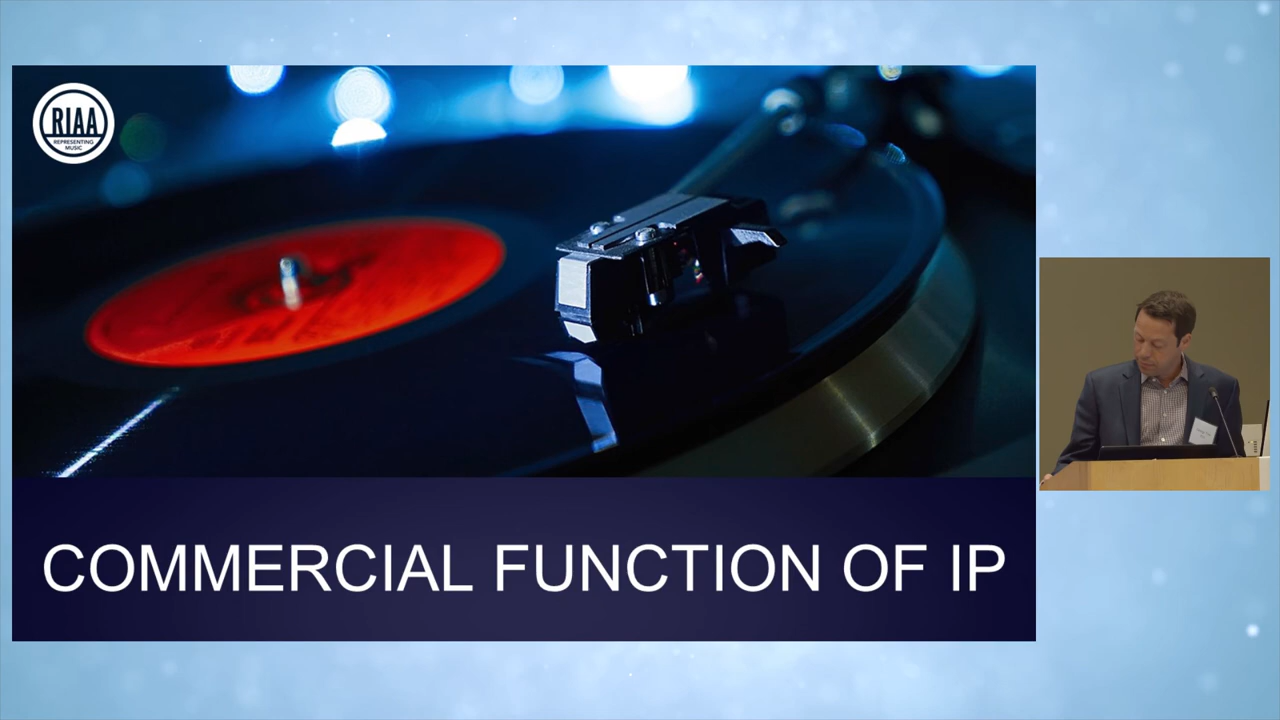 RIAA
REPRESENTING
MUSIC
COMMERCIAL FUNCTION OF IP